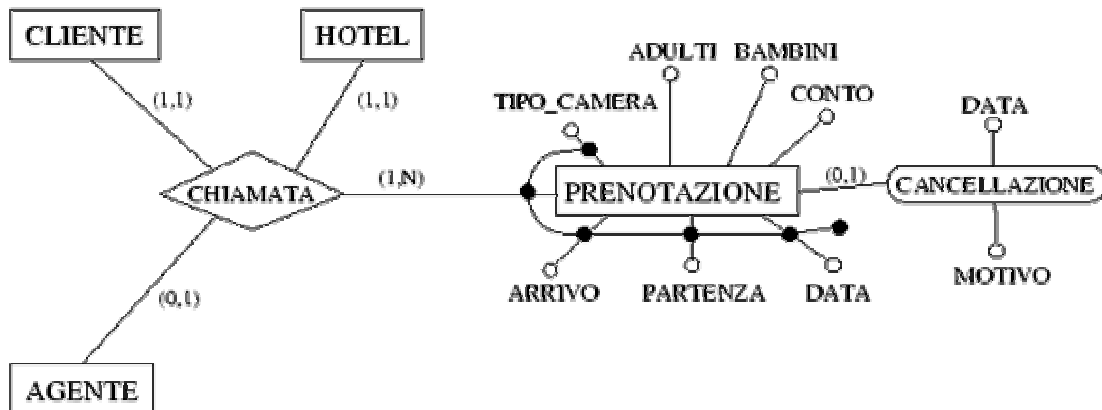 CLIENTE
HOTEL
ADULTI
BAMBINI
TIPO_CAMERA
CONTO
DATA
(1,1)
(1,1)
CHIAMATA
(1,N)
PRENOTAZIONE
(0,1)
CANCELLAZIONE
(0,1)
ARRIVO
PARTENZA
DATA
MOTIVO
AGENTE